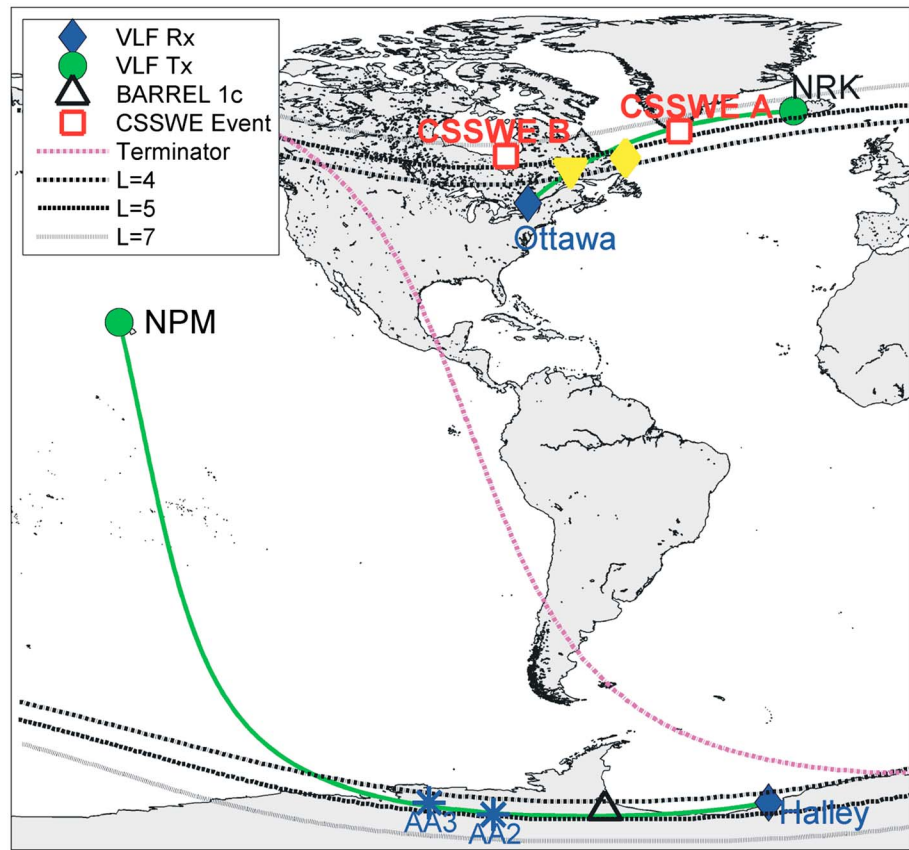 VLF Rx
VLF Tx
BARREL 1c
CSSWE Event
Terminator
L=4
L=5
L=7
NRK
CSSWE A
CSSWE B
Ottawa
NPM
AA3
AA2
Halley